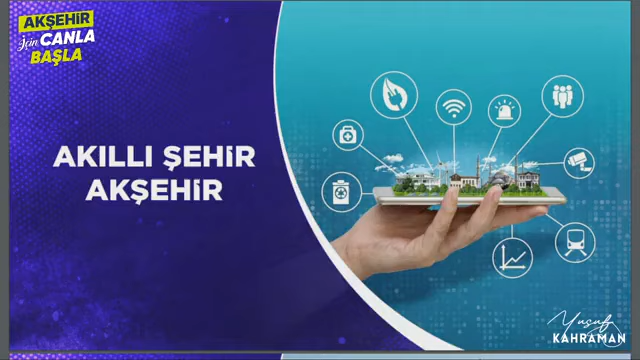 AKŞEHİR
için CANLA
BAŞLA
AKILLI ŞEHİR
AKŞEHİR
Yusuf
KAHRAMAN